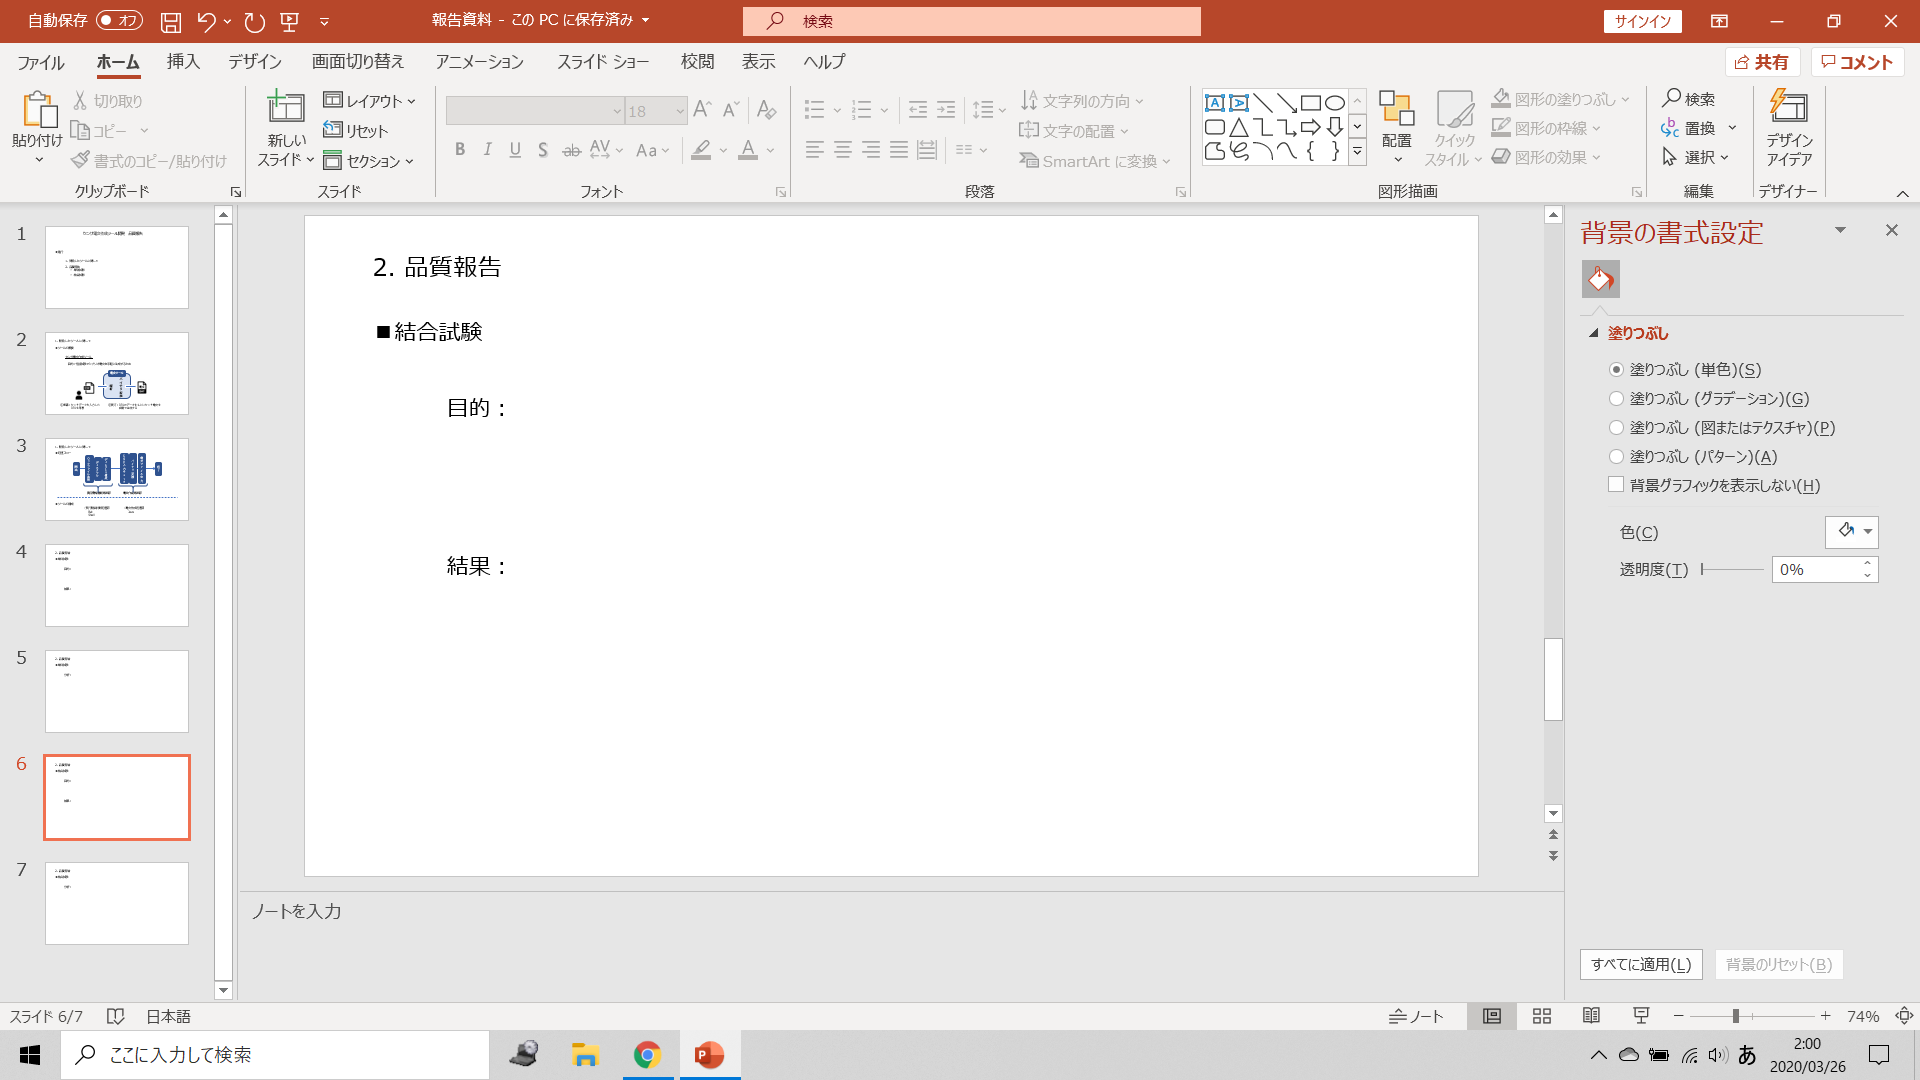 自動保存 オフ
報告資料 - この PC に保存済み
検索
サインイン
ファイル ホーム 挿入 デザイン 画面切り替え アニメーション スライド ショー 校閲 表示 ヘルプ
共有 コメント
貼り付け
切り取り
コピー
書式のコピー/貼り付け
クリップボード
新しい
スライド
レイアウト
リセット
セクション
スライド
18
B I U S ab AV Aa A
フォント
文字列の方向
文字の配置
SmartArt に変換
段落
配置
クイック
スタイル
図形の塗りつぶし
図形の枠線
図形の効果
図形描画
検索
置換
選択
編集
デザイン
アイデア
デザイナー
1
2
3
4
5
6
7
2. 品質報告
■結合試験
目的：
結果：
ノートを入力
背景の書式設定
塗りつぶし
塗りつぶし (単色)(S)
塗りつぶし (グラデーション)(G)
塗りつぶし (図またはテクスチャ)(P)
塗りつぶし (パターン)(A)
背景グラフィックを表示しない(H)
色(C)
透明度(T) 0%
すべてに適用(L) 背景のリセット(B)
スライド 6/7 日本語
ノート
74%
ここに入力して検索
あ
2:00
2020/03/26